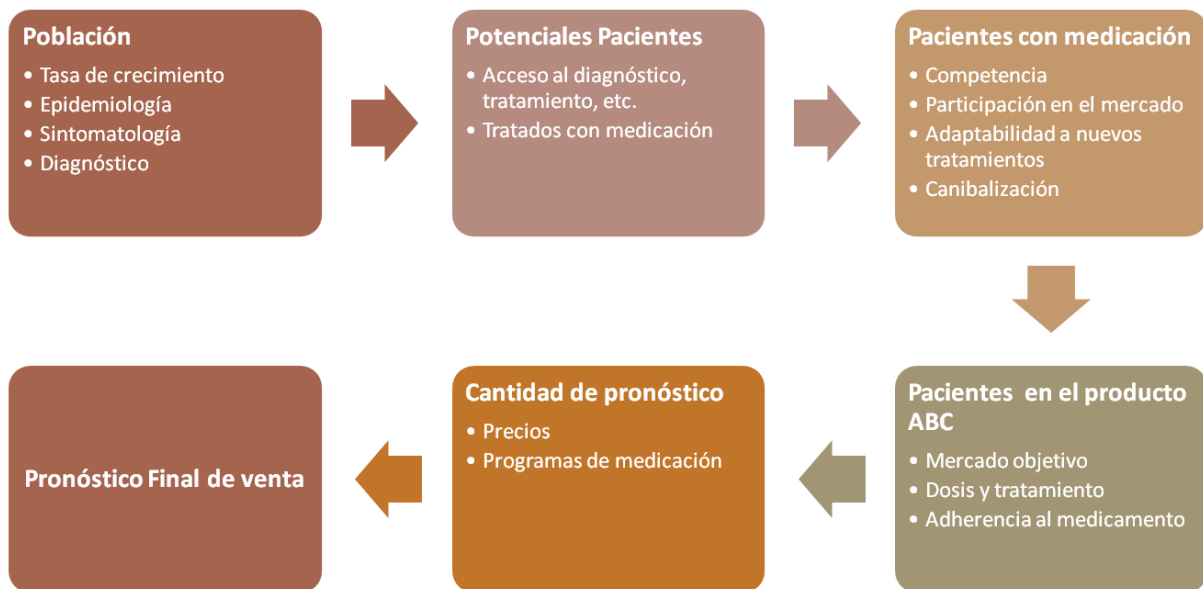 Población
• Tasa de crecimiento
• Epidemiología
• Sintomatología
• Diagnóstico
Potenciales Pacientes
• Acceso al diagnóstico,
tratamiento, etc.
• Tratados con medicación
Pacientes con medicación
• Competencia
• Participación en el mercado
• Adaptabilidad a nuevos
tratamientos
• Canibalización
Pacientes en el producto
ABC
• Mercado objetivo
• Dosis y tratamiento
• Adherencia al medicamento
Cantidad de pronóstico
• Precios
• Programas de medicación
Pronóstico Final de venta